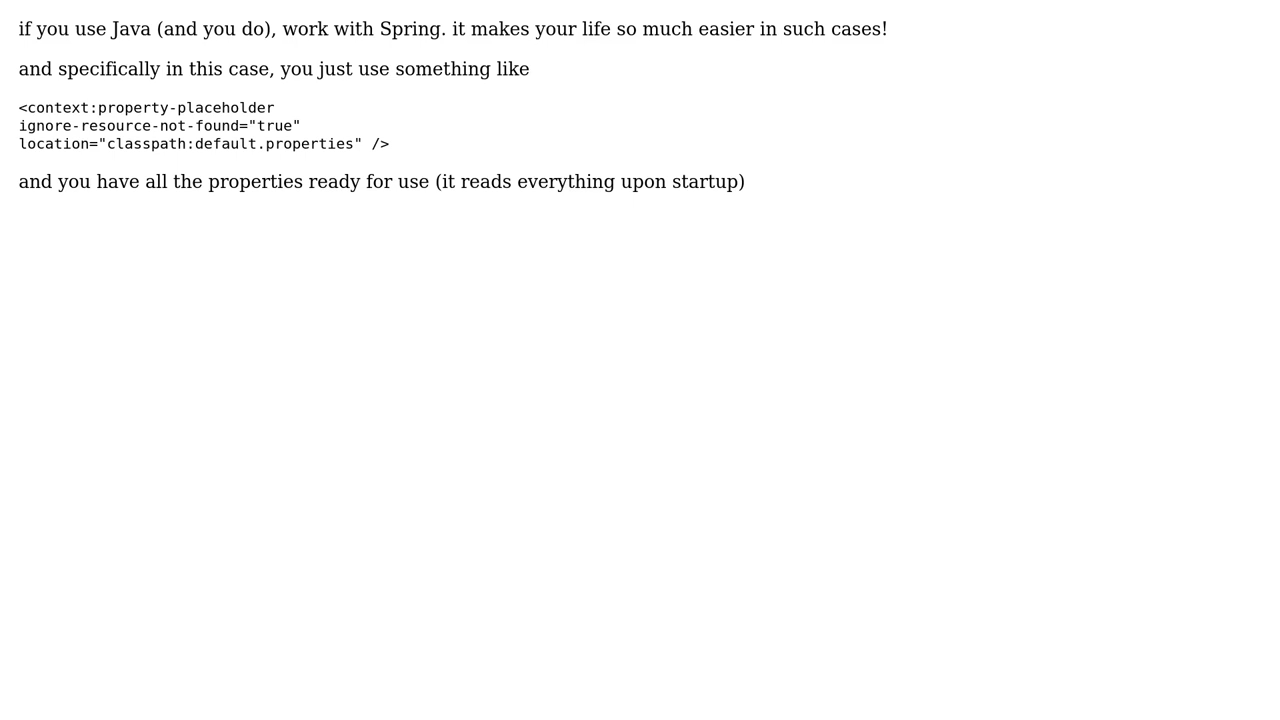 if you use Java (and you do), work with Spring. it makes your life so much easier in such cases!
and specifically in this case, you just use something like
<context:property-placeholder
ignore-resource-not-found="true"
location="classpath:default.properties" />
and you have all the properties ready for use (it reads everything upon startup)